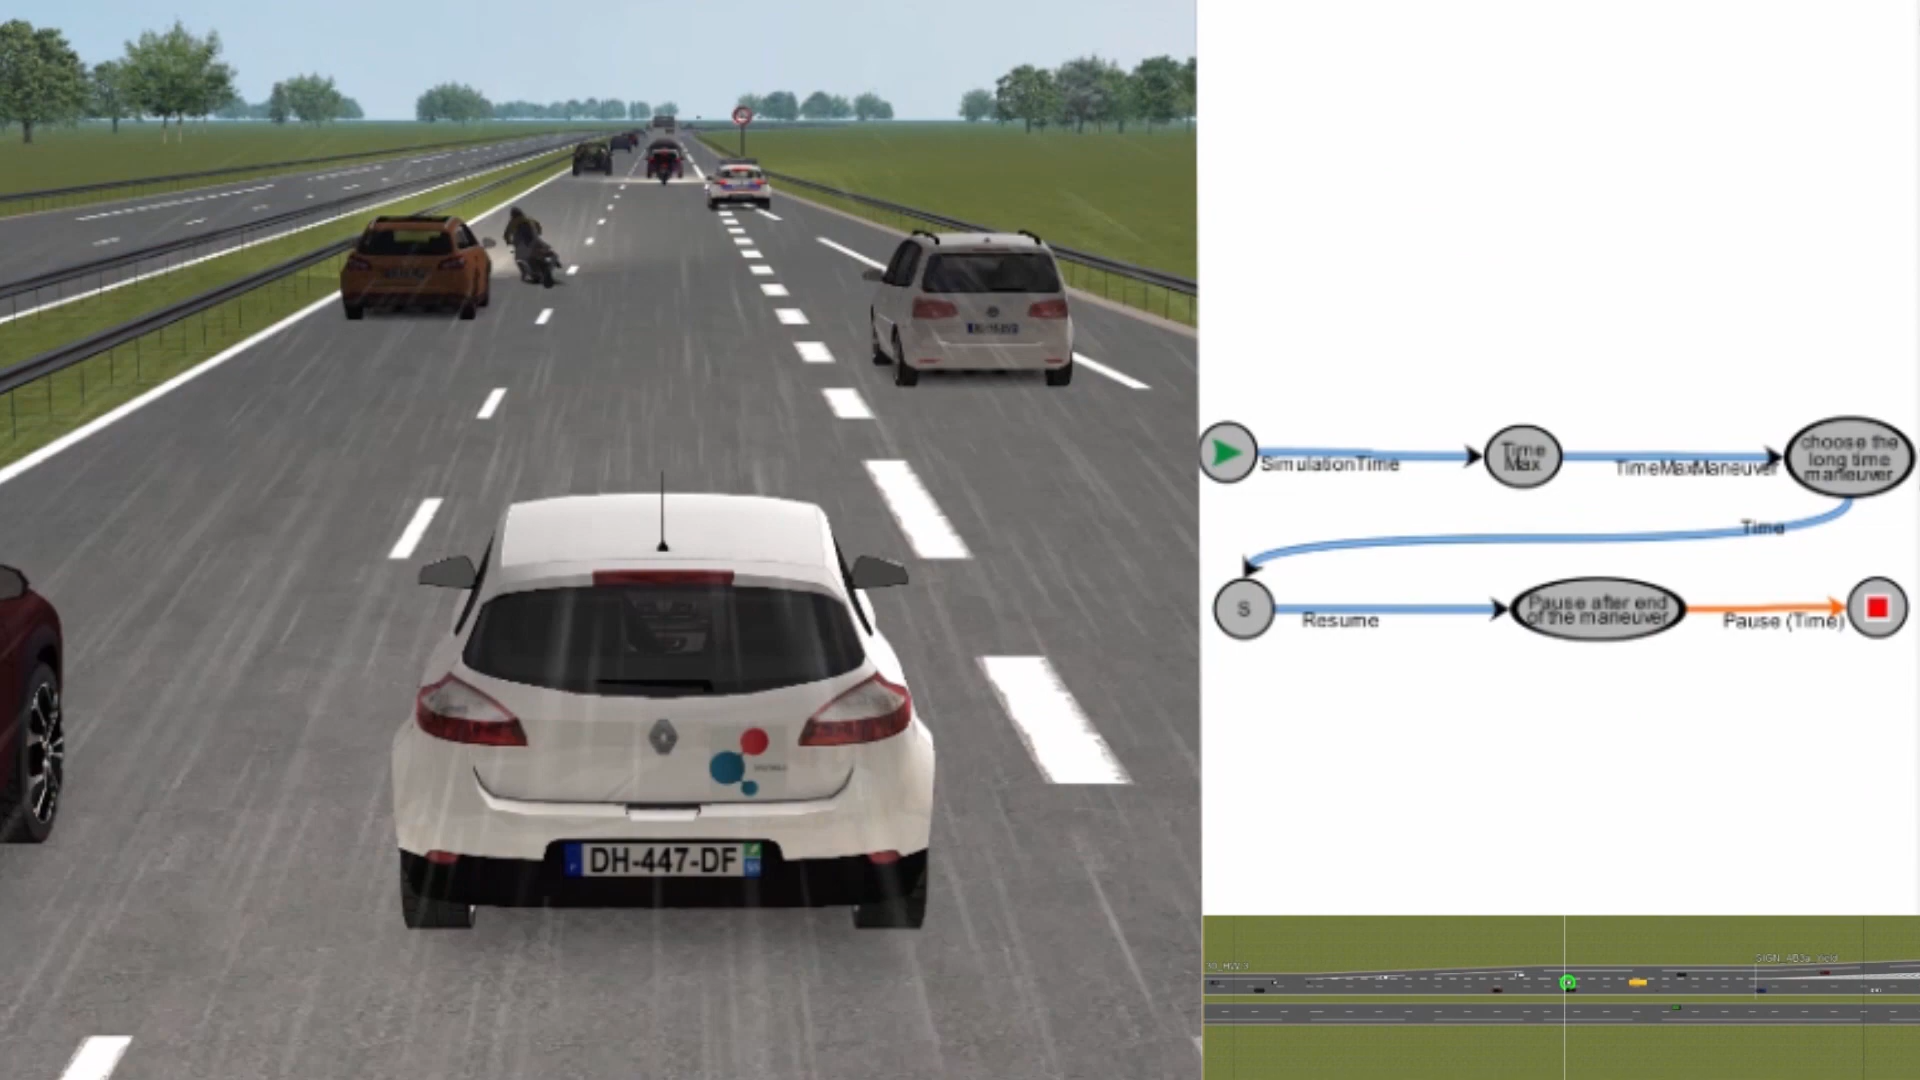 SimulationTime
Time
Max
TimeMaxManeuver
choose the
long time
maneuver
Time
S
Resume
Pause after end
of the maneuver
Pause (Time)
DH-447-DF